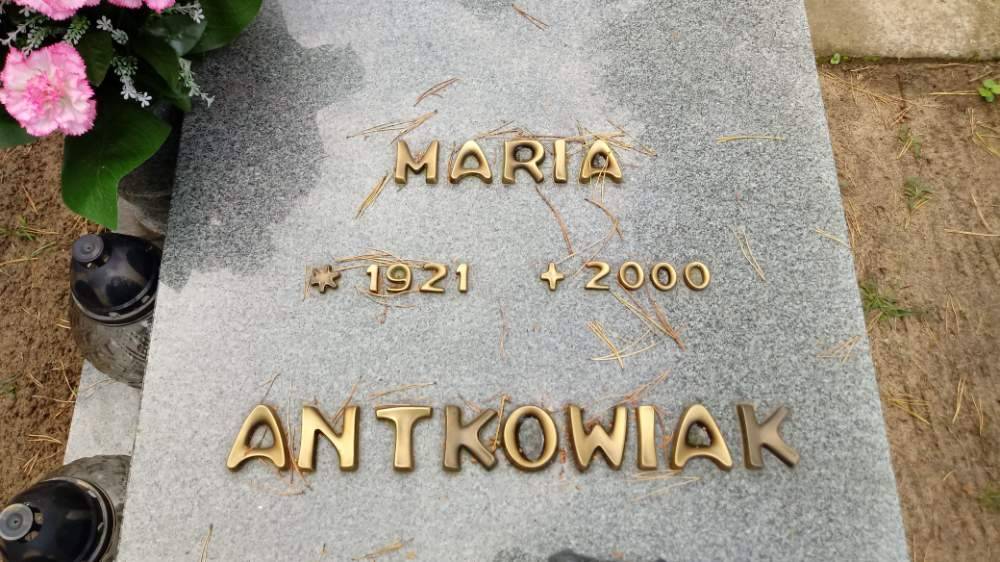 MARIA
* 1921 + 2000
ANTKOWIAK